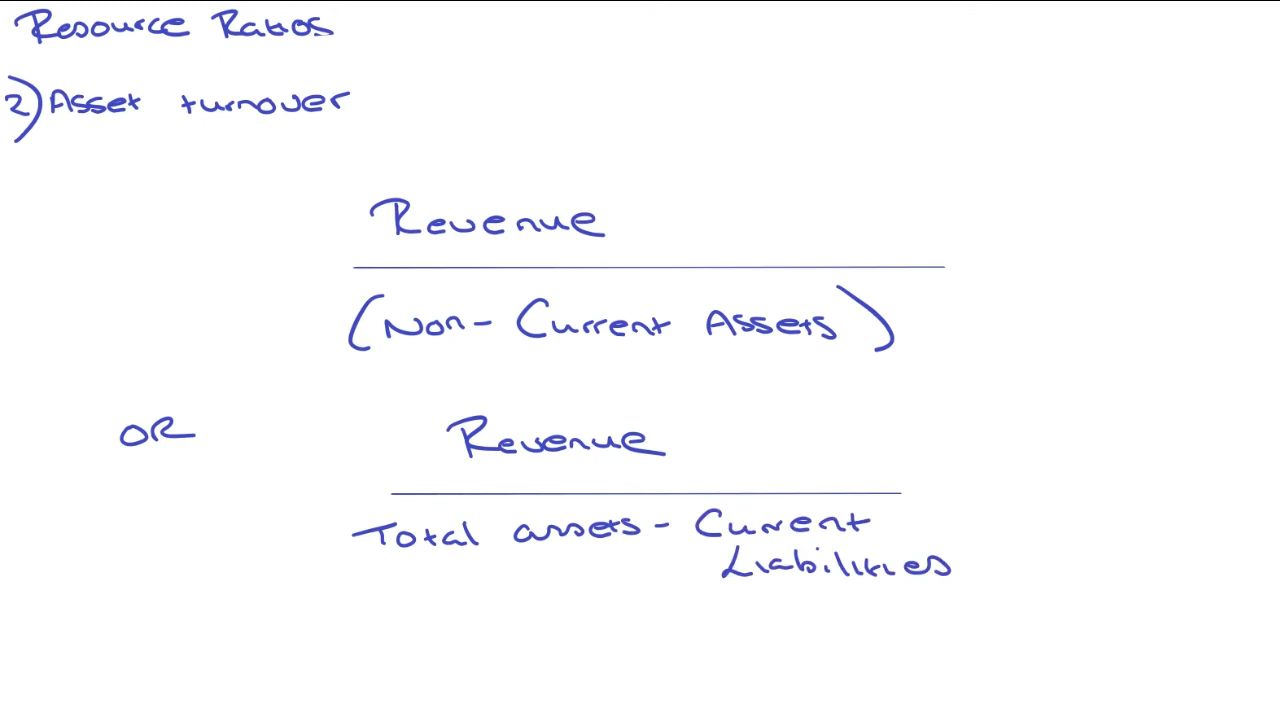 Resource Ratios
2) Asset turnover
Revenue
(Non-Current Assets)
OR
Revenue
Total assets - Current
Liabilities